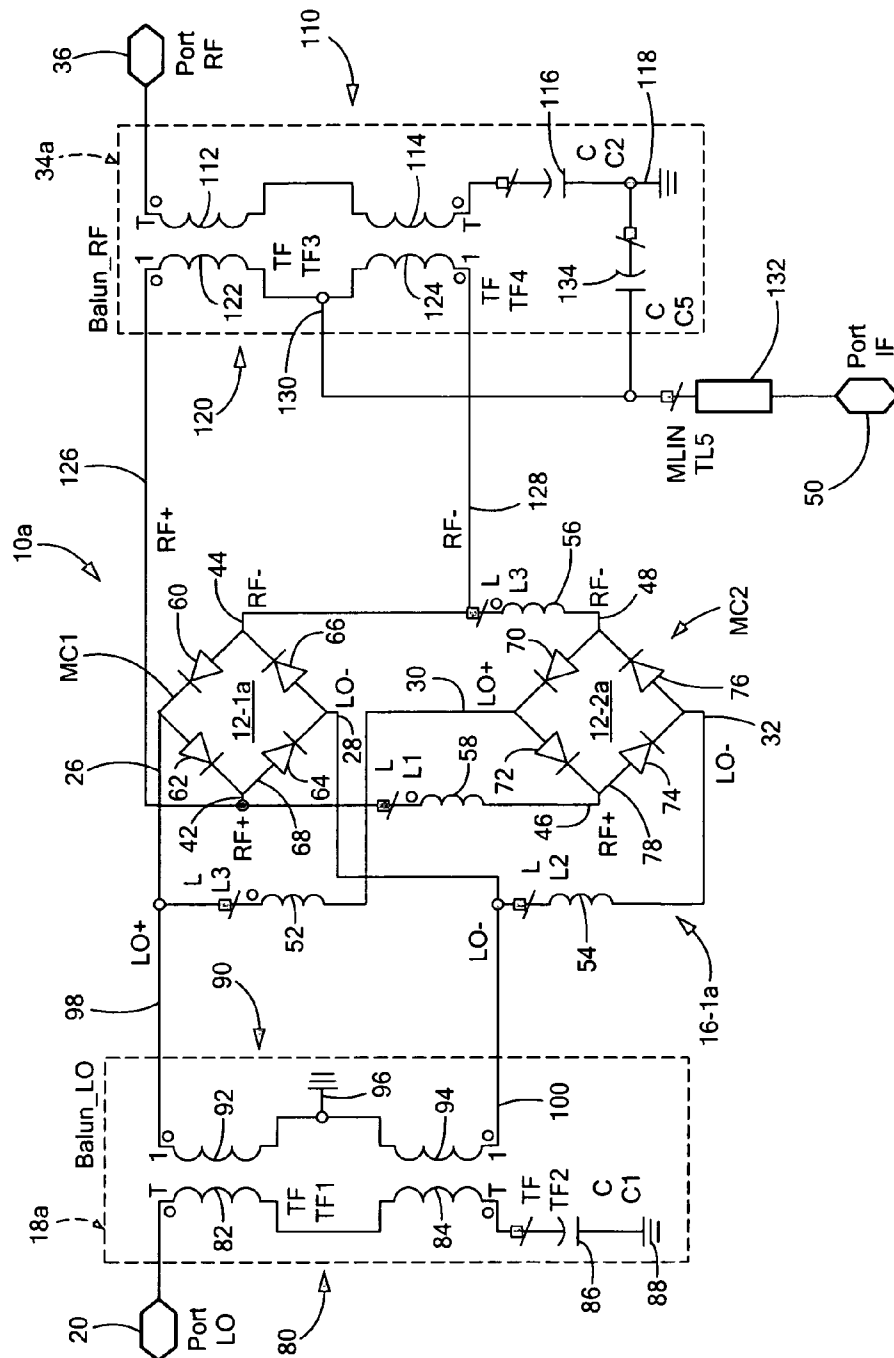 10a
110
36
Port
RF
34a
Balun_RF
112
114
T
T
1
1
122
124
TF
TF3
TF
TF4
116
C
C2
118
134
C
C5
120
130
132
MLIN
TL5
Port
IF
50
126
RF+
128
RF-
MC1
60
44
RF-
66
12-1a
62
64
26
42
RF+
68
28
LO-
30
LO+
L
L3
56
48
RF-
MC2
70
72
12-2a
76
74
32
LO-
L
L1
58
46
RF+
78
LO+
L
L3
52
L
L2
54
LO-
16-1a
98
90
100
Balun_LO
92
94
96
1
1
T
T
18a
82
84
TF
TF1
TF
TF2
C
C1
86
88
80
20
Port
LO